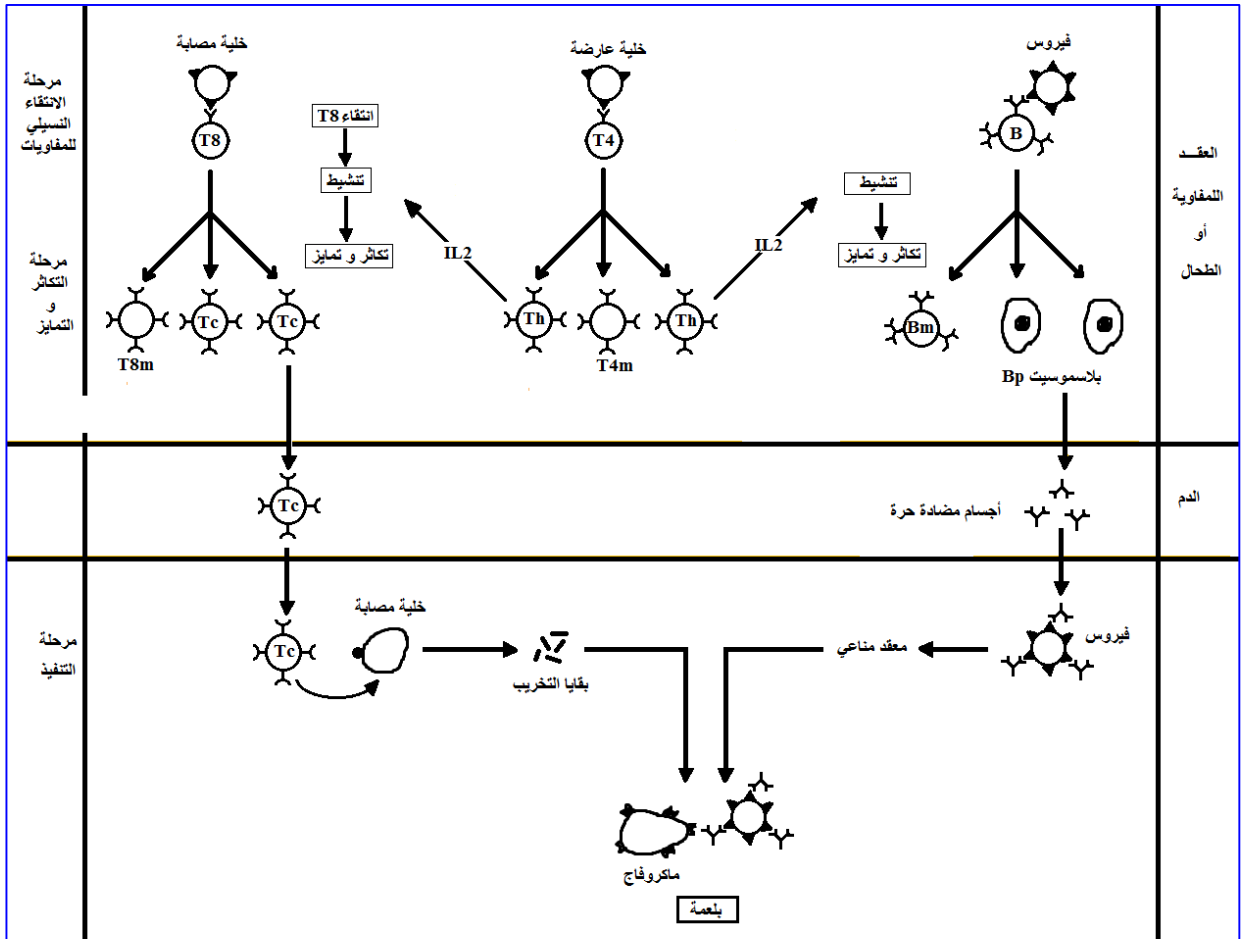 خلية مصابة
خلية عارضة
فيروس
مرحلة
الانتقاء
النسيلي
للمفاويات
انتقاء T8
T8
T4
B
العقـــد
اللمفاوية
أو
الطحال
تنشيط
تنشيط
IL2
IL2
تكاثر و تمايز
تكاثر و تمايز
مرحلة
التكاثر
و
التمايز
Tc
Tc
Th
Th
Bm
T8m
T4m
بلاسموسيت Bp
Tc
أجسام مضادة حرة
الدم
خلية مصابة
فيروس
مرحلة
التنفيذ
Tc
معقد مناعي
بقايا التخريب
ماكروفاج
بلعمة